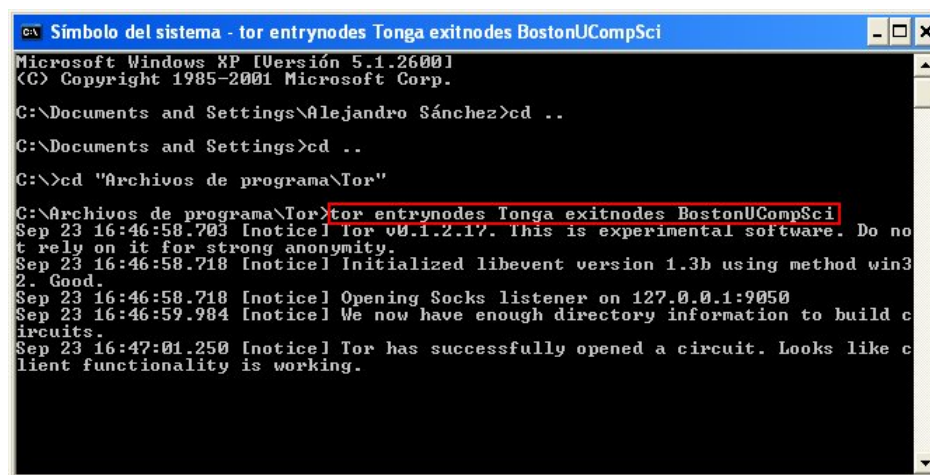 Símbolo del sistema - tor entrynodes Tonga exitnodes BostonUCompSci
Microsoft Windows XP [Versión 5.1.2600]
(C) Copyright 1985-2001 Microsoft Corp.
C:\Documents and Settings\Alejandro Sánchez>cd ..
C:\Documents and Settings>cd ..
C:\>cd "Archivos de programa\Tor"
C:\Archivos de programa\Tor>tor entrynodes Tonga exitnodes BostonUCompSci
Sep 23 16:46:58.703 [notice] Tor v0.1.2.17. This is experimental software. Do no
t rely on it for strong anonymity.
Sep 23 16:46:58.718 [notice] Initialized libevent version 1.3b using method win3
2. Good.
Sep 23 16:46:58.718 [notice] Opening Socks listener on 127.0.0.1:9050
Sep 23 16:46:59.984 [notice] We now have enough directory information to build c
ircuits.
Sep 23 16:47:01.250 [notice] Tor has successfully opened a circuit. Looks like c
lient functionality is working.